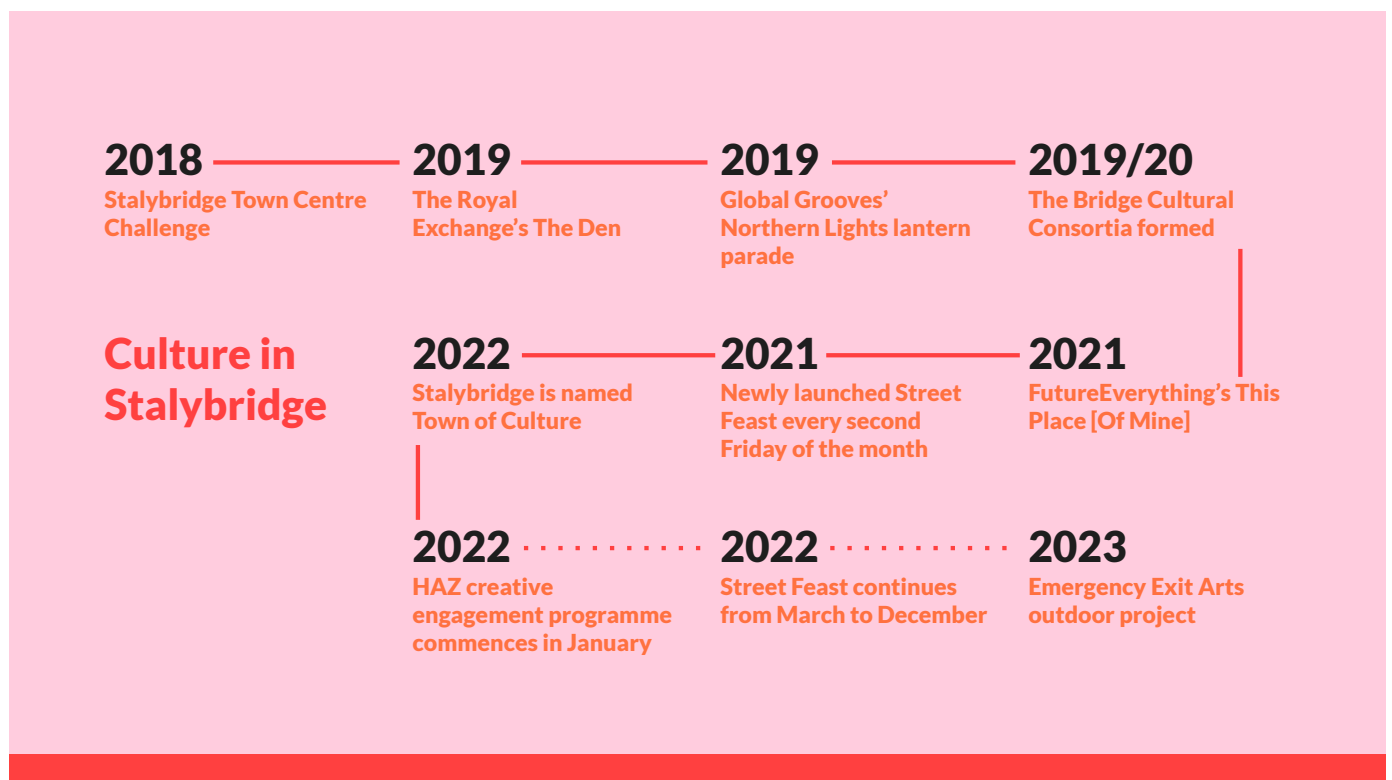 2018
Stalybridge Town Centre
Challenge
2019
The Royal
Exchange’s The Den
2019
Global Grooves’
Northern Lights lantern
parade
2019/20
The Bridge Cultural
Consortia formed
Culture in
Stalybridge
2021
FutureEverything’s This
Place [Of Mine]
2021
Newly launched Street
Feast every second
Friday of the month
2022
Stalybridge is named
Town of Culture
2022
HAZ creative
engagement programme
commences in January
2022
Street Feast continues
from March to December
2023
Emergency Exit Arts
outdoor project